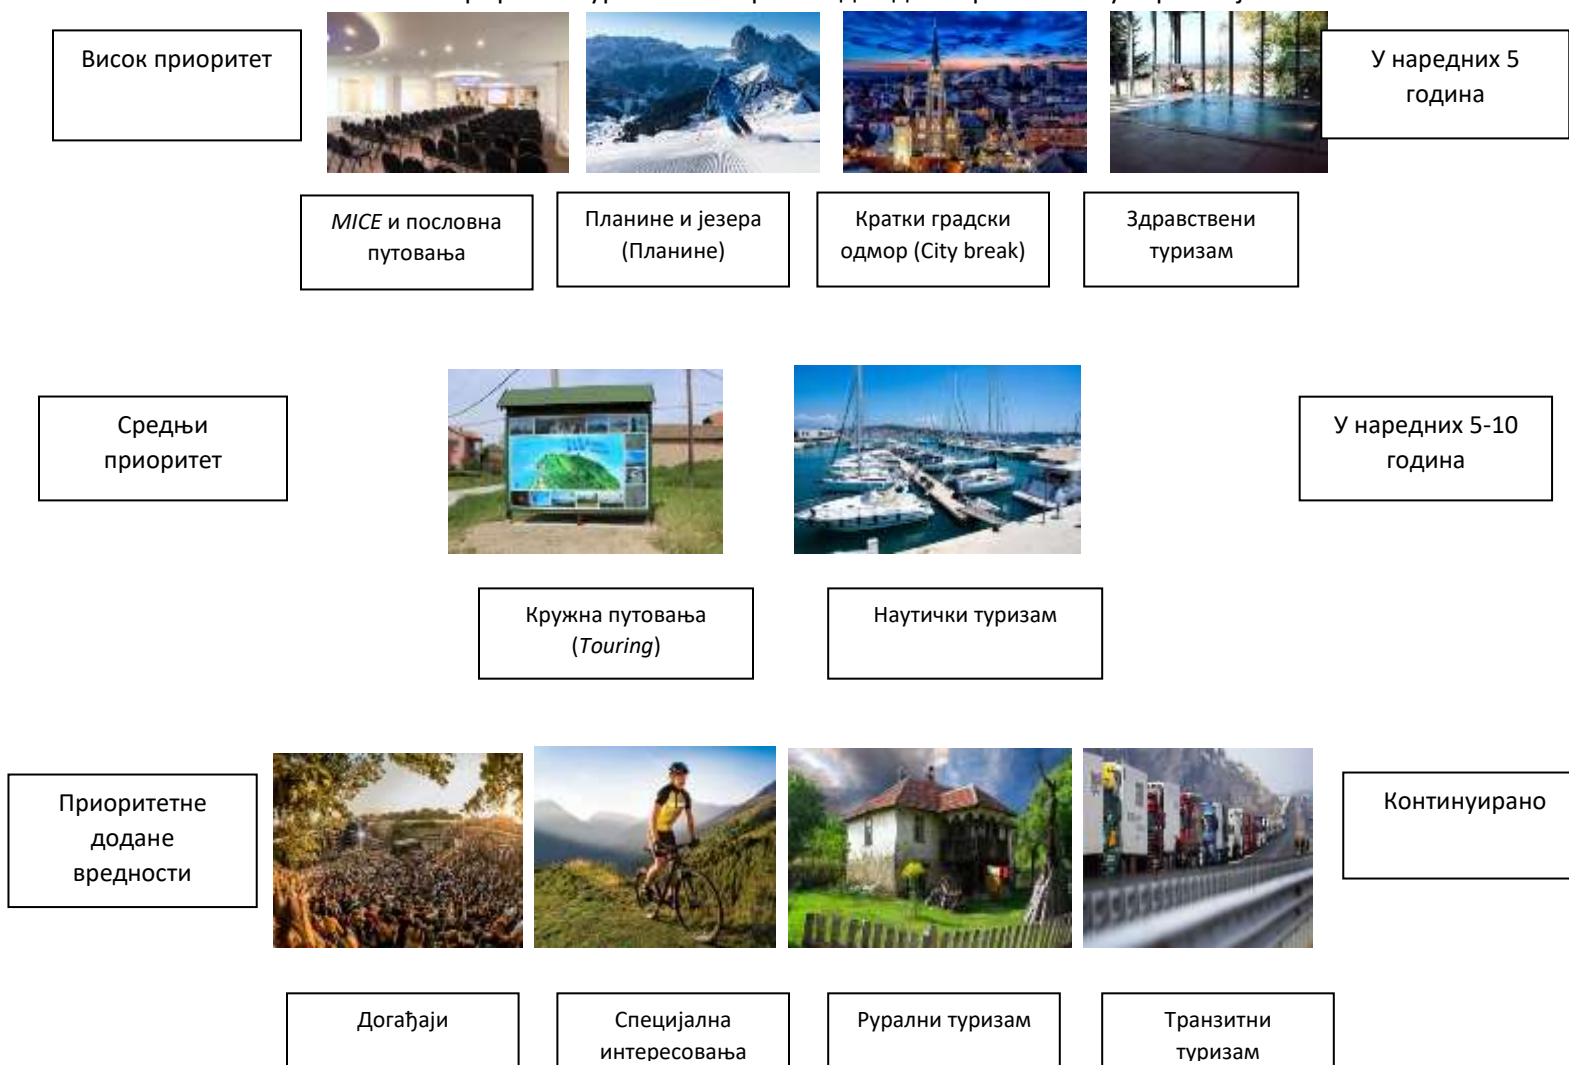 Висок приоритет
У наредних 5
година
MICE и пословна
путовања
Планине и језера
(Планине)
Кратки градски
одмор (City break)
Здравствени
туризам
Средњи
приоритет
У наредних 5-10
година
Кружна путовања
(Touring)
Наутички туризам
Приоритетне
додане
вредности
Континуирано
Догађаји
Специјална
интересовања
Рурални туризам
Транзитни
туризам